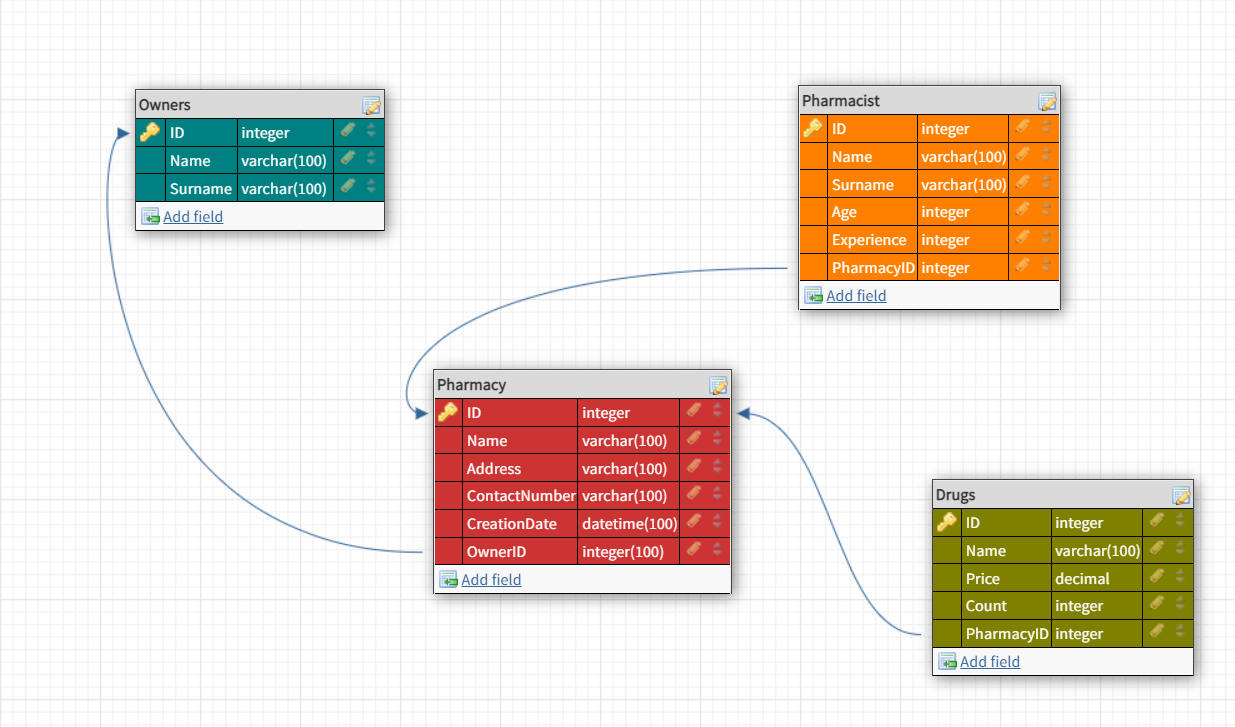 Owners
ID integer
Name varchar(100)
Surname varchar(100)
Add field
Pharmacist
ID integer
Name varchar(100)
Surname varchar(100)
Age integer
Experience integer
PharmacyID integer
Add field
Pharmacy
ID integer
Name varchar(100)
Address varchar(100)
ContactNumber varchar(100)
CreationDate datetime(100)
OwnerID integer(100)
Add field
Drugs
ID integer
Name varchar(100)
Price decimal
Count integer
PharmacyID integer
Add field